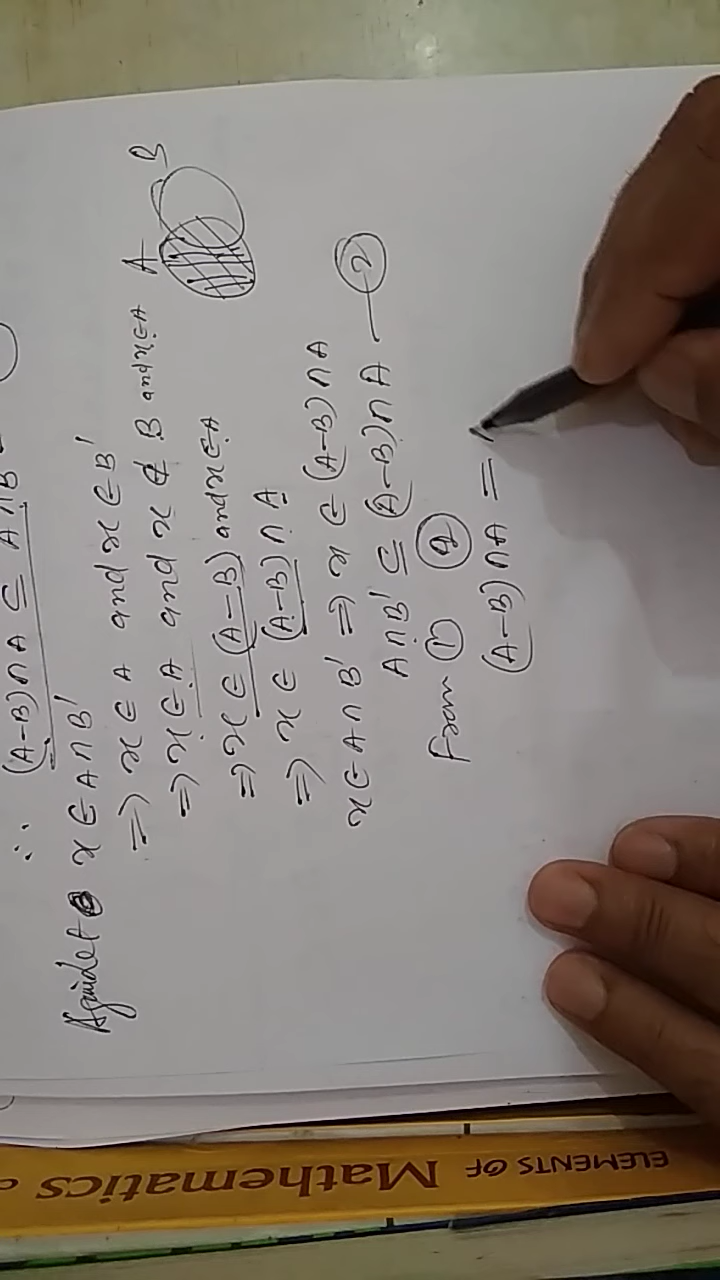 ∴ (A-B)∩A ⊆ A∩B
Again let x ∈ A∩B'
=> x ∈ A and x ∈ B'
=> x ∈ A and x ∉ B and x ∈ A
=> x ∈ (A-B) and x ∈ A
=> x ∈ (A-B)∩A
x ∈ A∩B' => x ∈ (A-B)∩A
A∩B' ⊆ (A-B)∩A — ②
From ① ②
(A-B)∩A =
A
B
ELEMENTS OF Mathematics